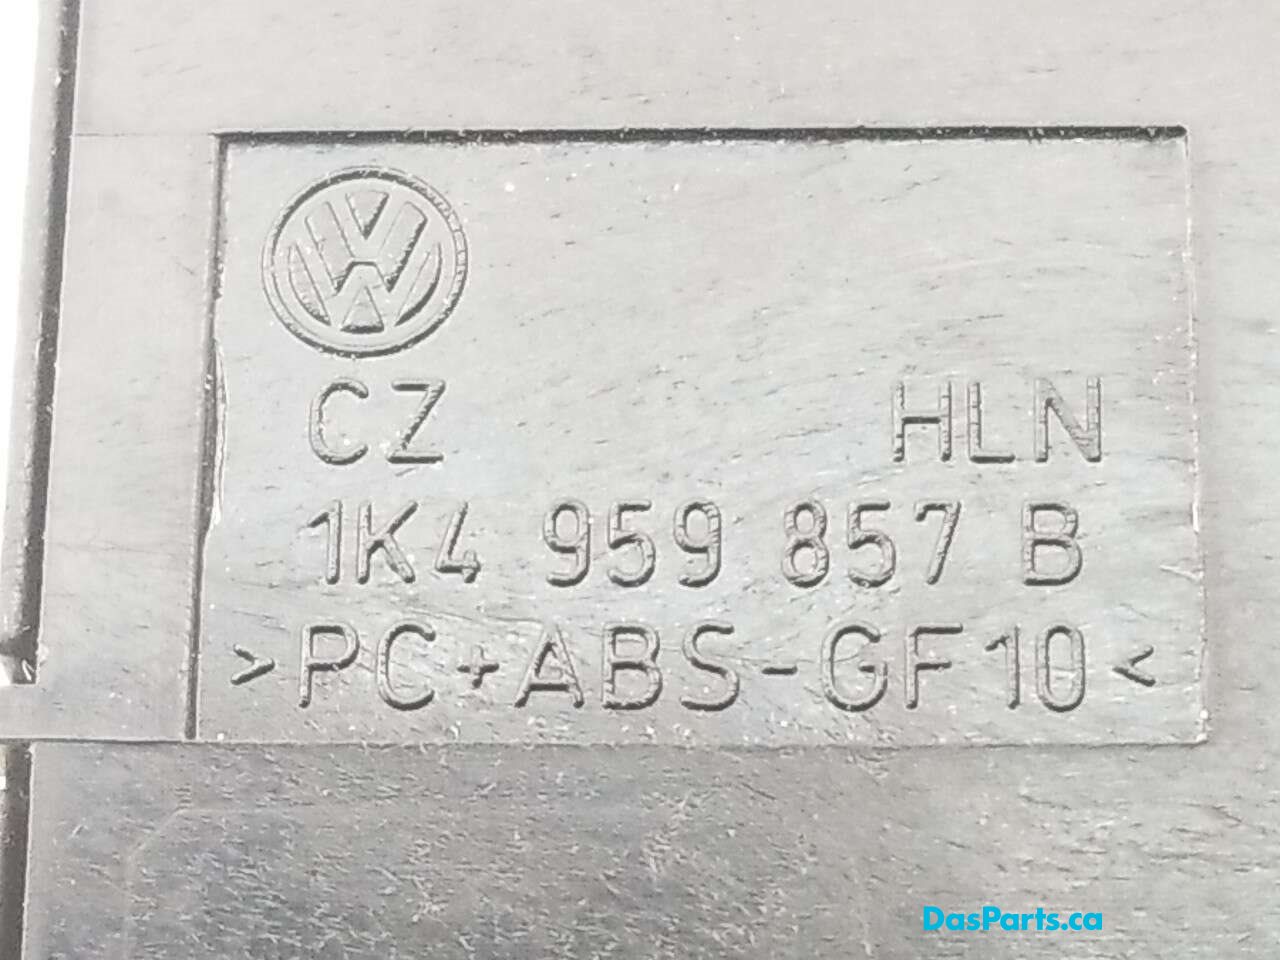 CZ HLN
1K4 959 857 B
>PC+ABS-GF10<
DasParts.ca